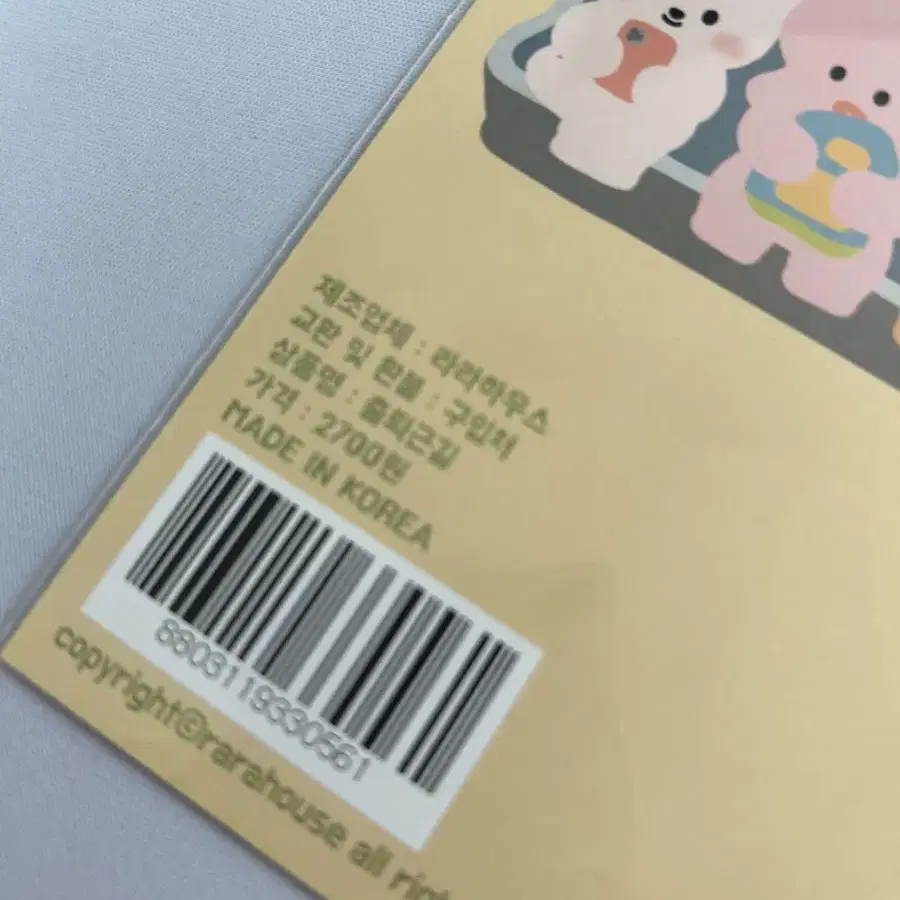 제조업체 : 라라하우스
교환 및 환불 : 구입처
상품명 : 출퇴근길
가격 : 2700원
MADE IN KOREA
8803119330561
copyright©rarahouse all